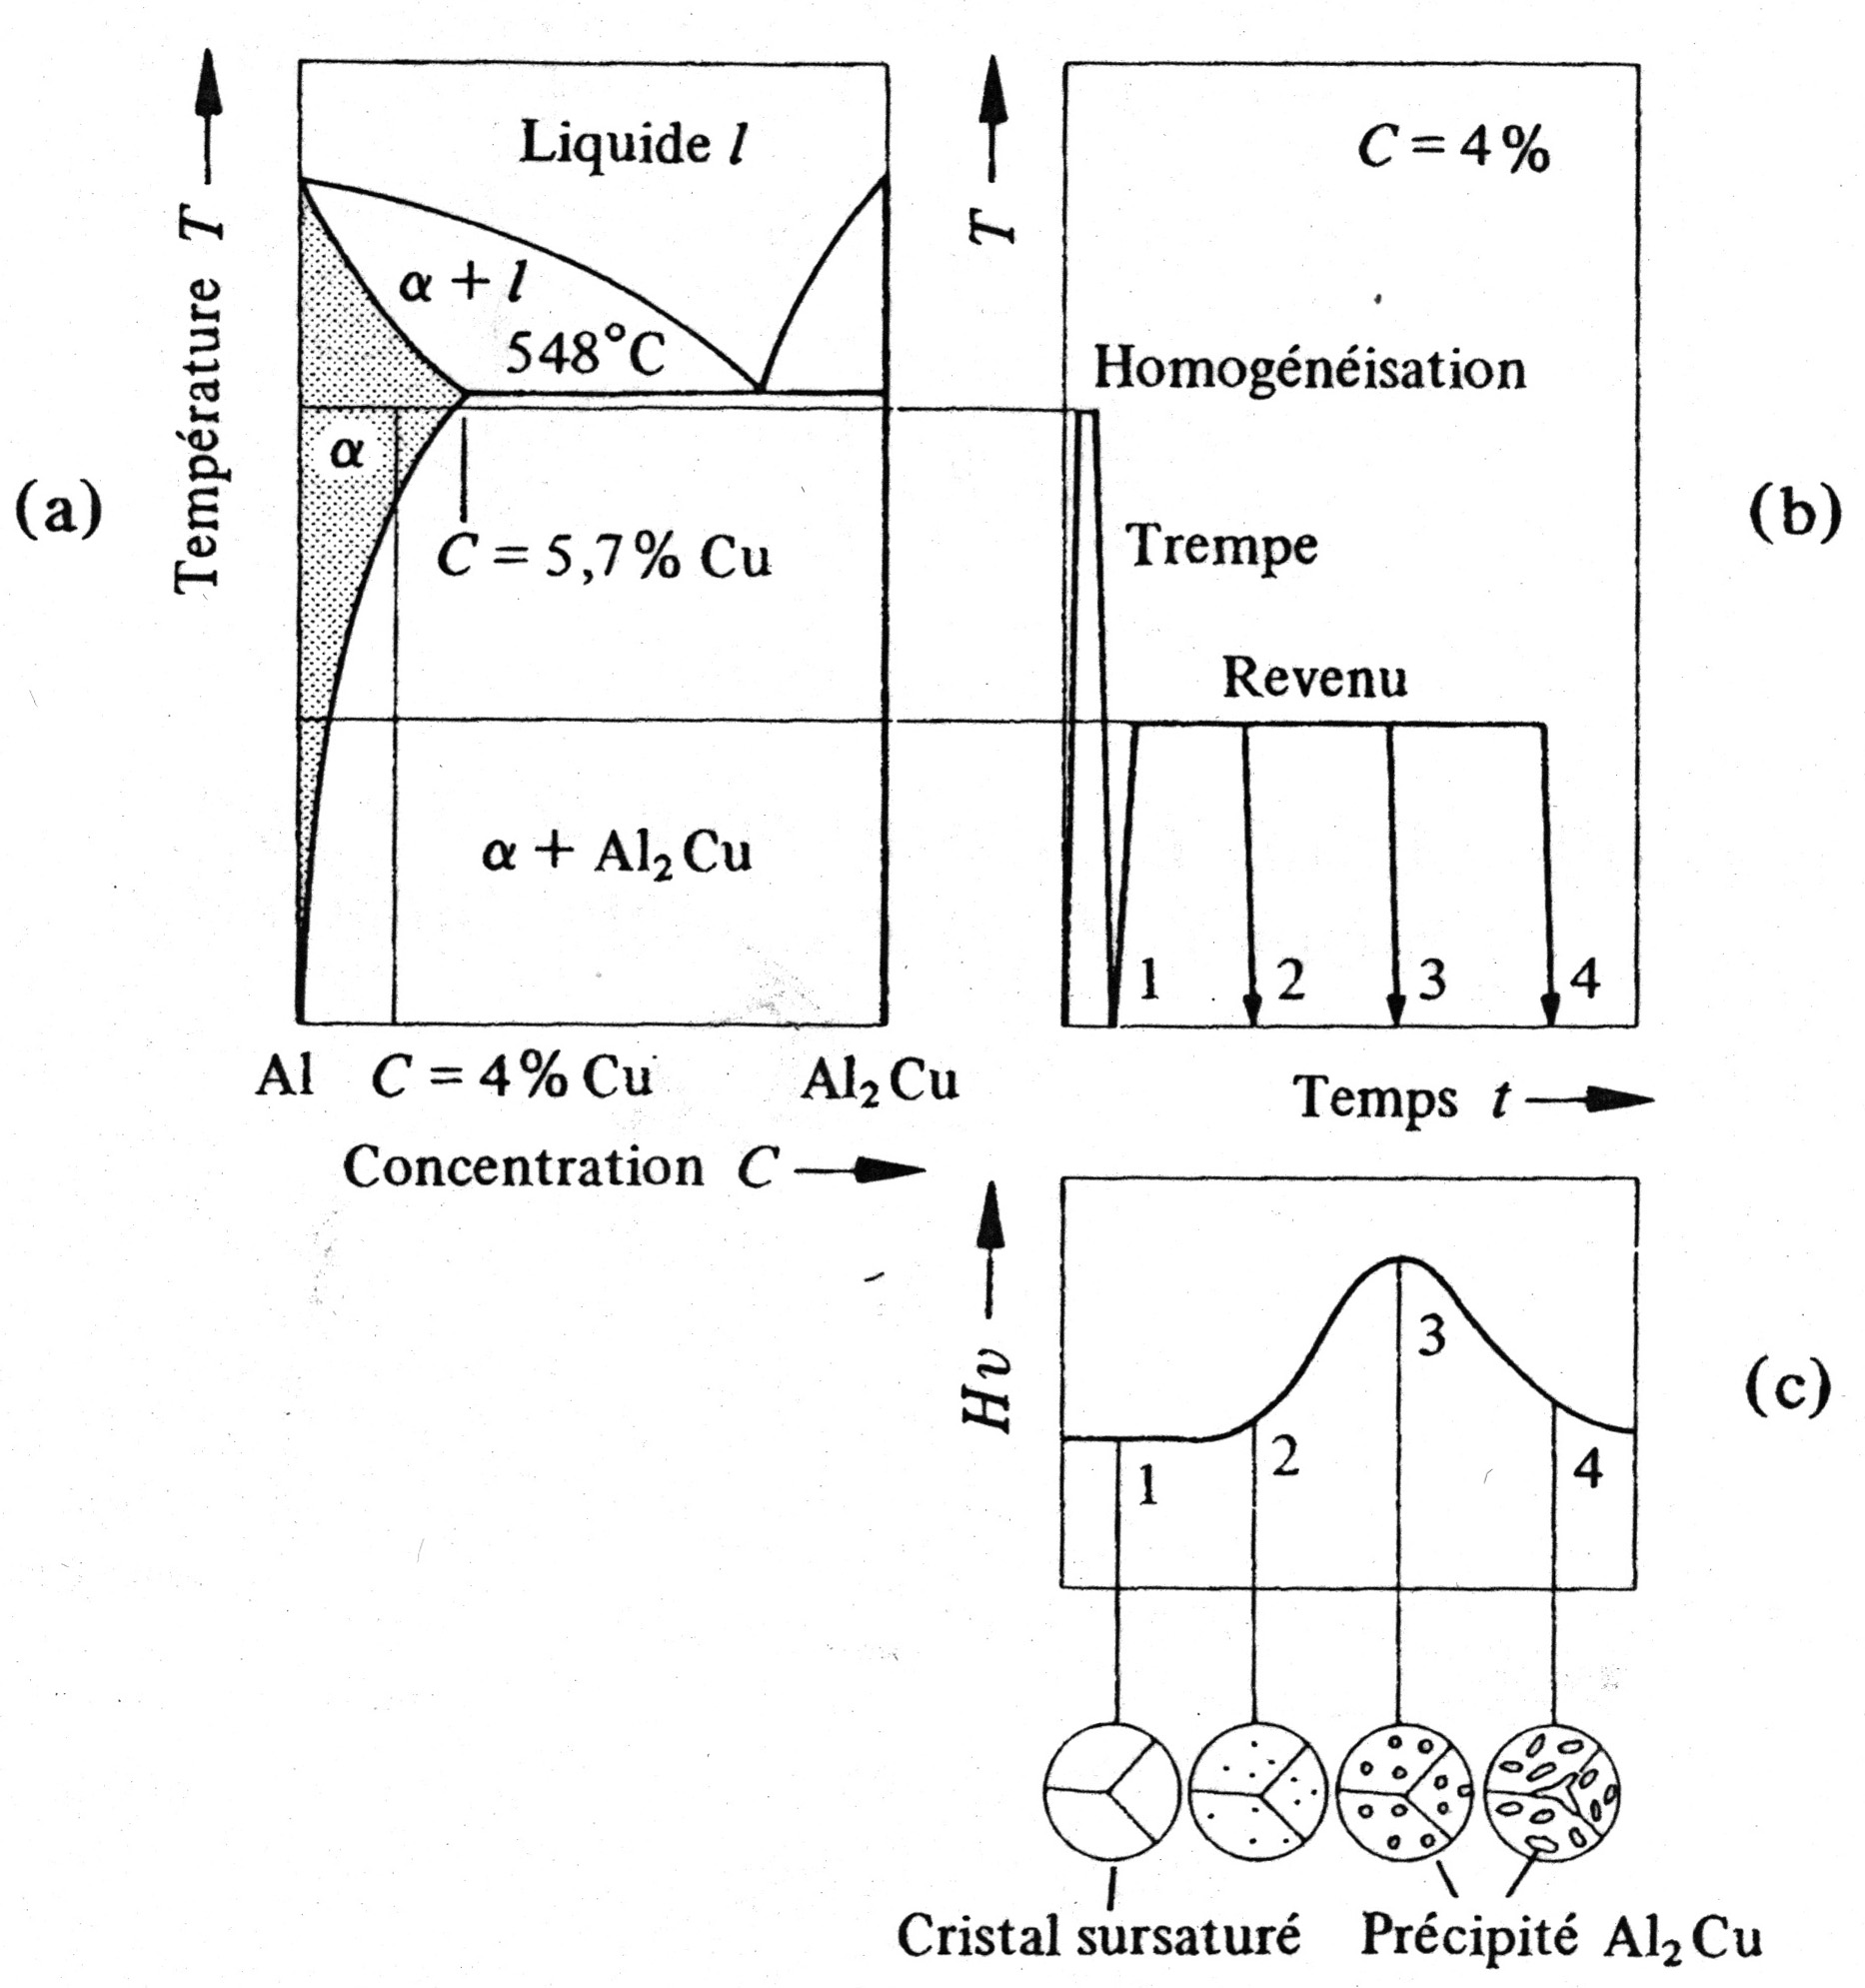 (a)
Température T
Liquide l
α + l
548°C
α
C = 5,7% Cu
α + Al₂Cu
Al C = 4% Cu Al₂Cu
Concentration C
(b)
T
C = 4%
Homogénéisation
Trempe
Revenu
1 2 3 4
Temps t
(c)
Hv
3
2
1
4
Cristal sursaturé Précipité Al₂Cu